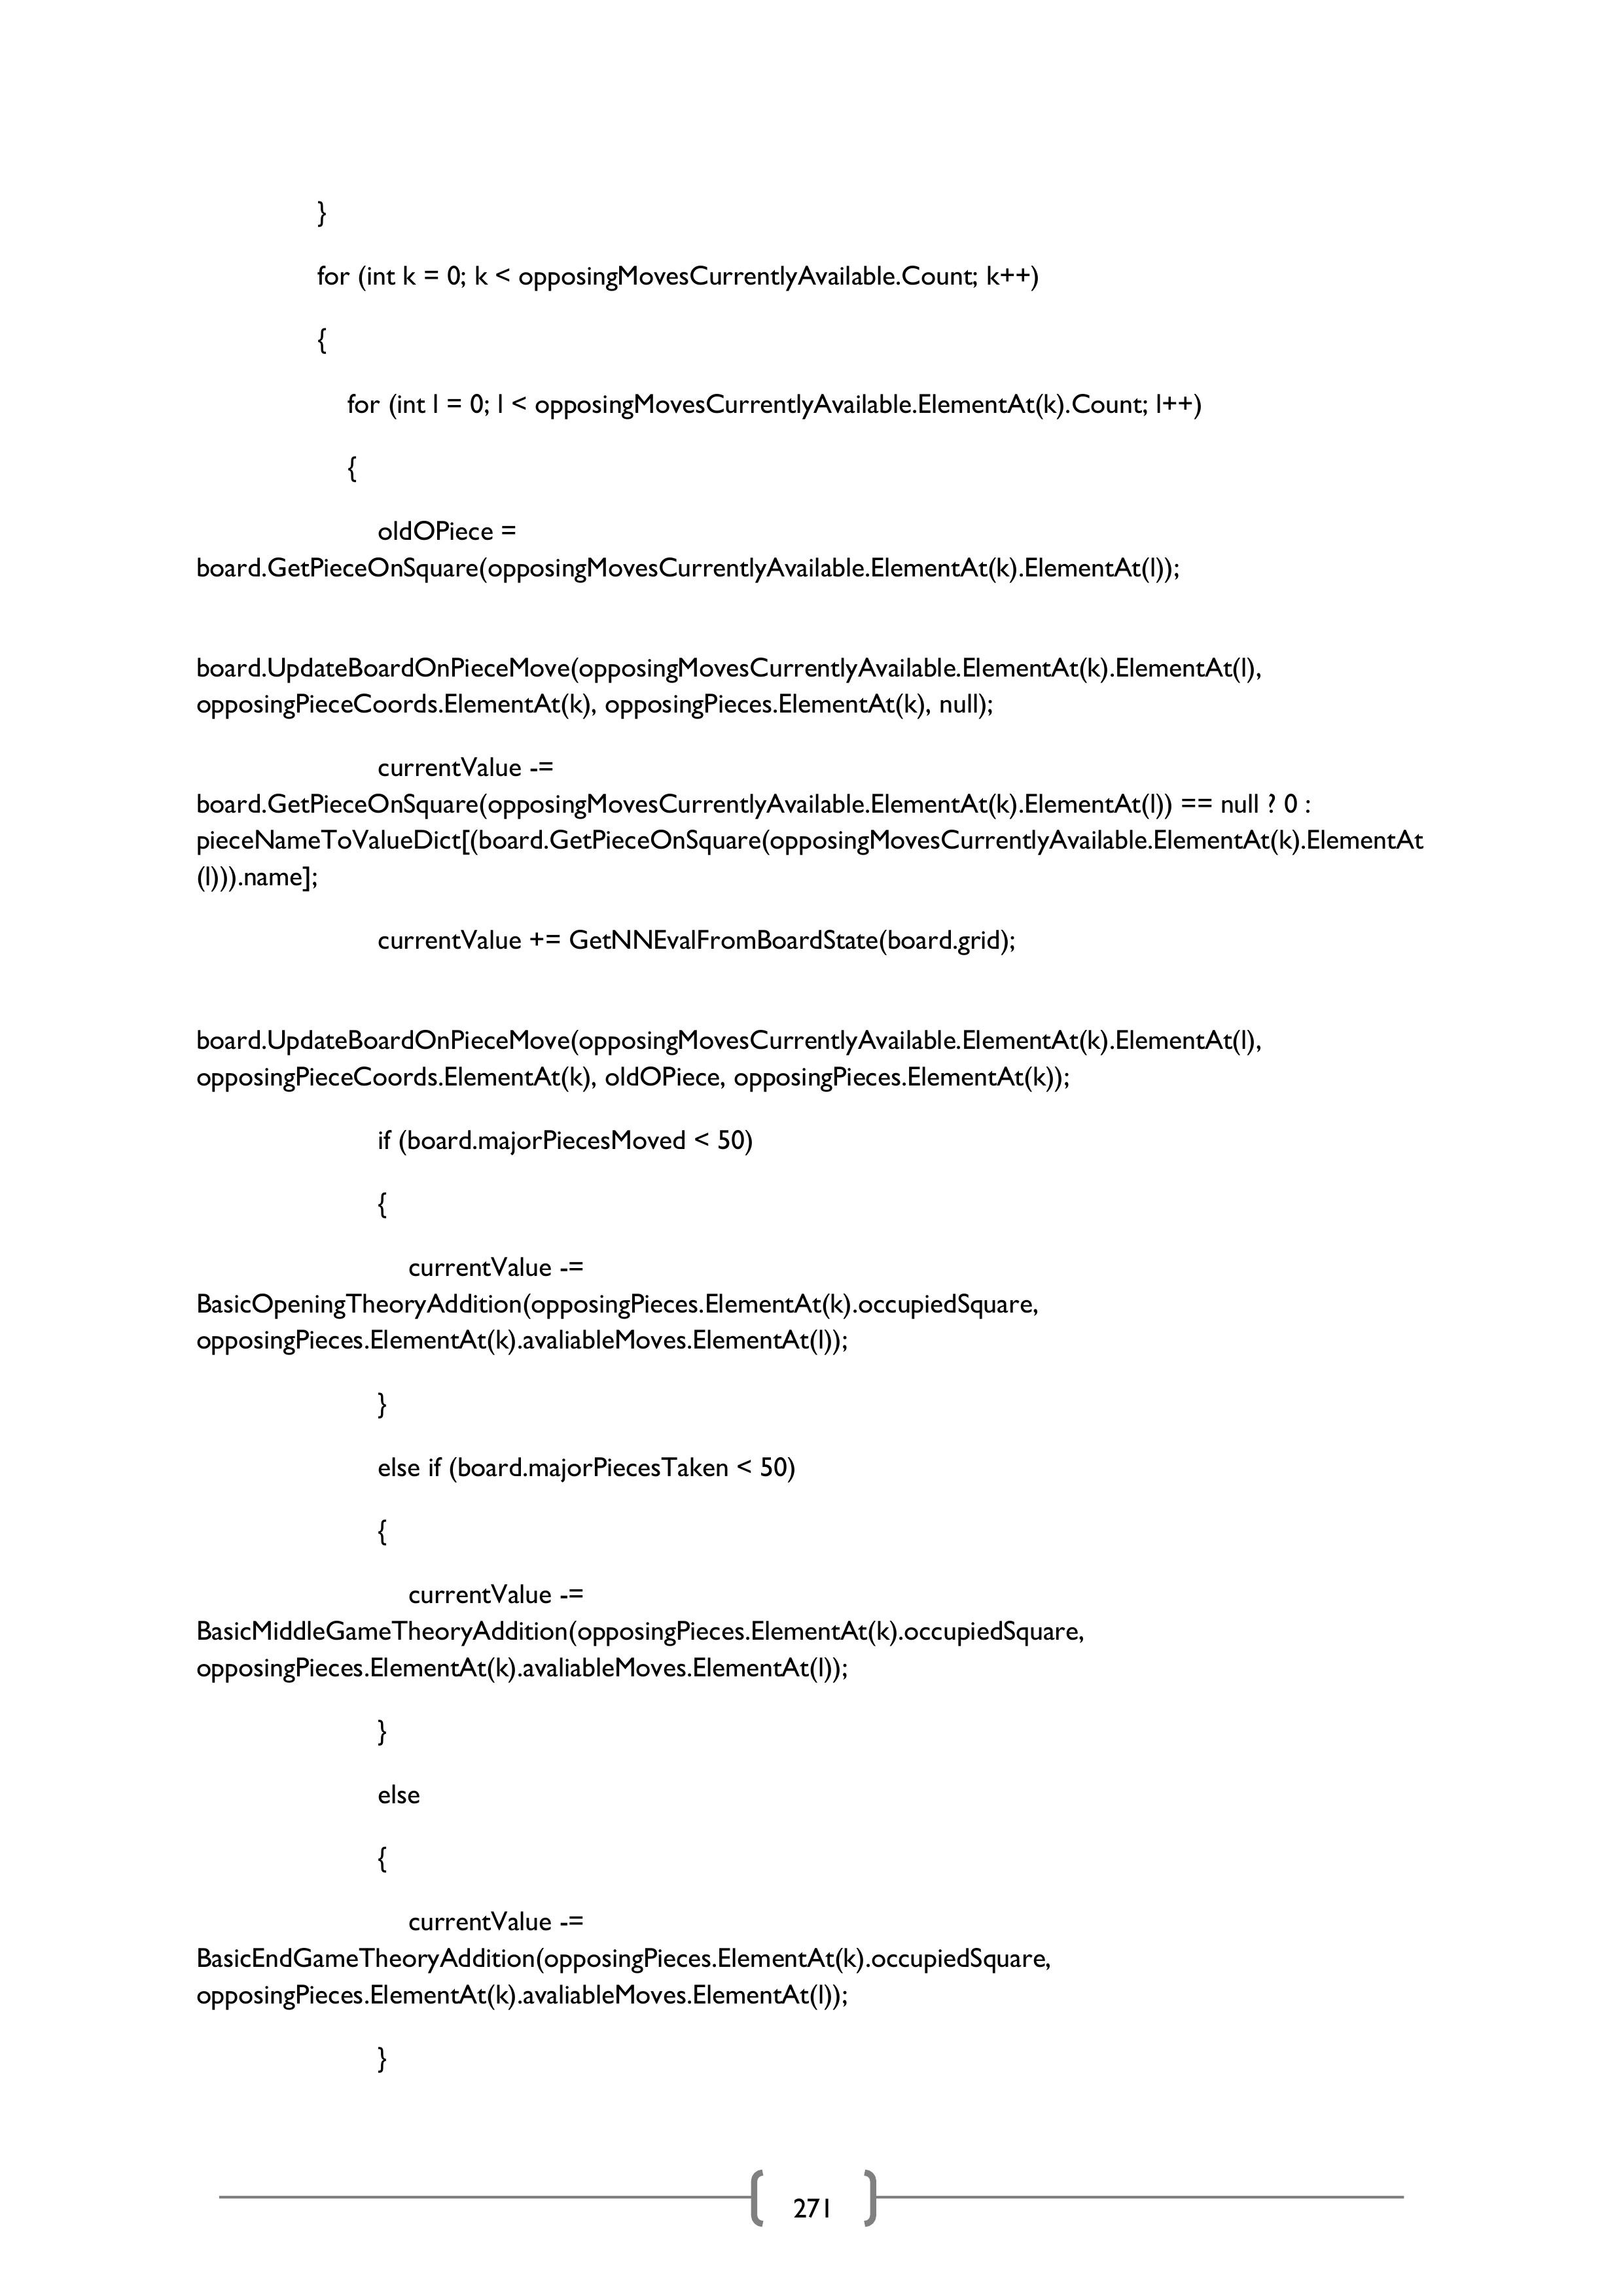 }
for (int k = 0; k < opposingMovesCurrentlyAvailable.Count; k++)
{
for (int l = 0; l < opposingMovesCurrentlyAvailable.ElementAt(k).Count; l++)
{
oldOPiece =
board.GetPieceOnSquare(opposingMovesCurrentlyAvailable.ElementAt(k).ElementAt(l));
board.UpdateBoardOnPieceMove(opposingMovesCurrentlyAvailable.ElementAt(k).ElementAt(l),
opposingPieceCoords.ElementAt(k), opposingPieces.ElementAt(k), null);
currentValue -=
board.GetPieceOnSquare(opposingMovesCurrentlyAvailable.ElementAt(k).ElementAt(l)) == null ? 0 :
pieceNameToValueDict[(board.GetPieceOnSquare(opposingMovesCurrentlyAvailable.ElementAt(k).ElementAt
(l))).name];
currentValue += GetNNEvalFromBoardState(board.grid);
board.UpdateBoardOnPieceMove(opposingMovesCurrentlyAvailable.ElementAt(k).ElementAt(l),
opposingPieceCoords.ElementAt(k), oldOPiece, opposingPieces.ElementAt(k));
if (board.majorPiecesMoved < 50)
{
currentValue -=
BasicOpeningTheoryAddition(opposingPieces.ElementAt(k).occupiedSquare,
opposingPieces.ElementAt(k).avaliableMoves.ElementAt(l));
}
else if (board.majorPiecesTaken < 50)
{
currentValue -=
BasicMiddleGameTheoryAddition(opposingPieces.ElementAt(k).occupiedSquare,
opposingPieces.ElementAt(k).avaliableMoves.ElementAt(l));
}
else
{
currentValue -=
BasicEndGameTheoryAddition(opposingPieces.ElementAt(k).occupiedSquare,
opposingPieces.ElementAt(k).avaliableMoves.ElementAt(l));
}
271